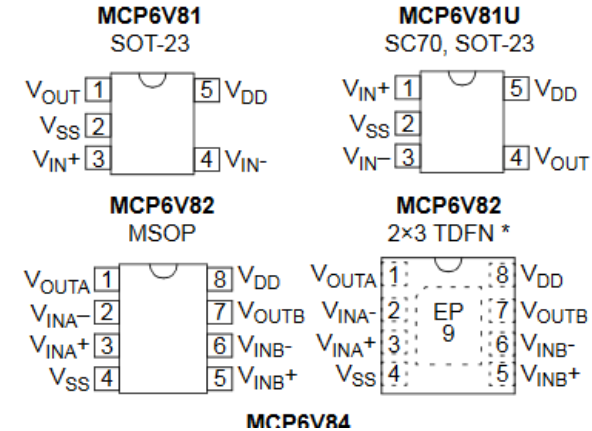 MCP6V81
SOT-23
VOUT 1 5 VDD
VSS 2
VIN+ 3 4 VIN-
MCP6V81U
SC70, SOT-23
VIN+ 1 5 VDD
VSS 2
VIN– 3 4 VOUT
MCP6V82
MSOP
VOUTA 1 8 VDD
VINA– 2 7 VOUTB
VINA+ 3 6 VINB-
VSS 4 5 VINB+
MCP6V82
2×3 TDFN *
VOUTA 1 8 VDD
VINA- 2 EP 7 VOUTB
VINA+ 3 9 6 VINB-
VSS 4 5 VINB+
MCP6V84